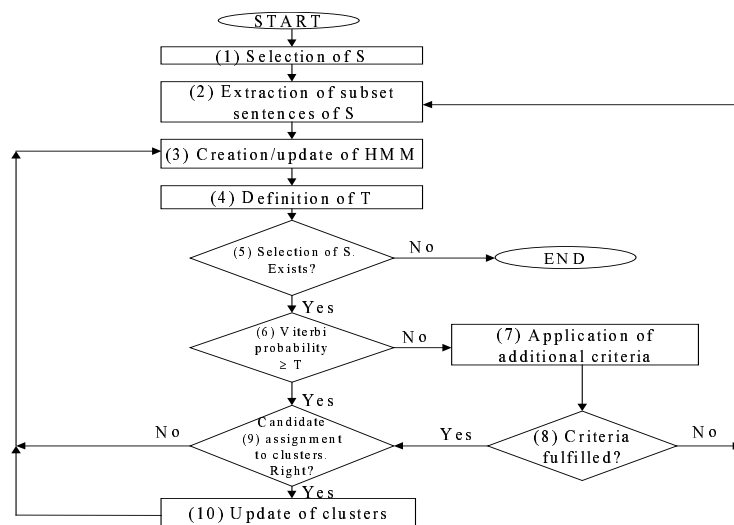 START
(1) Selection of S
(2) Extraction of subset
sentences of S
(3) Creation/update of HMM
(4) Definition of T
(5) Selection of S.
Exists?
No
END
Yes
(6) Viterbi
probability
≥ T
No
(7) Application of
additional criteria
Yes
Candidate
(9) assignment
to clusters.
Right?
No
Yes
(8) Criteria
fulfilled?
No
Yes
(10) Update of clusters